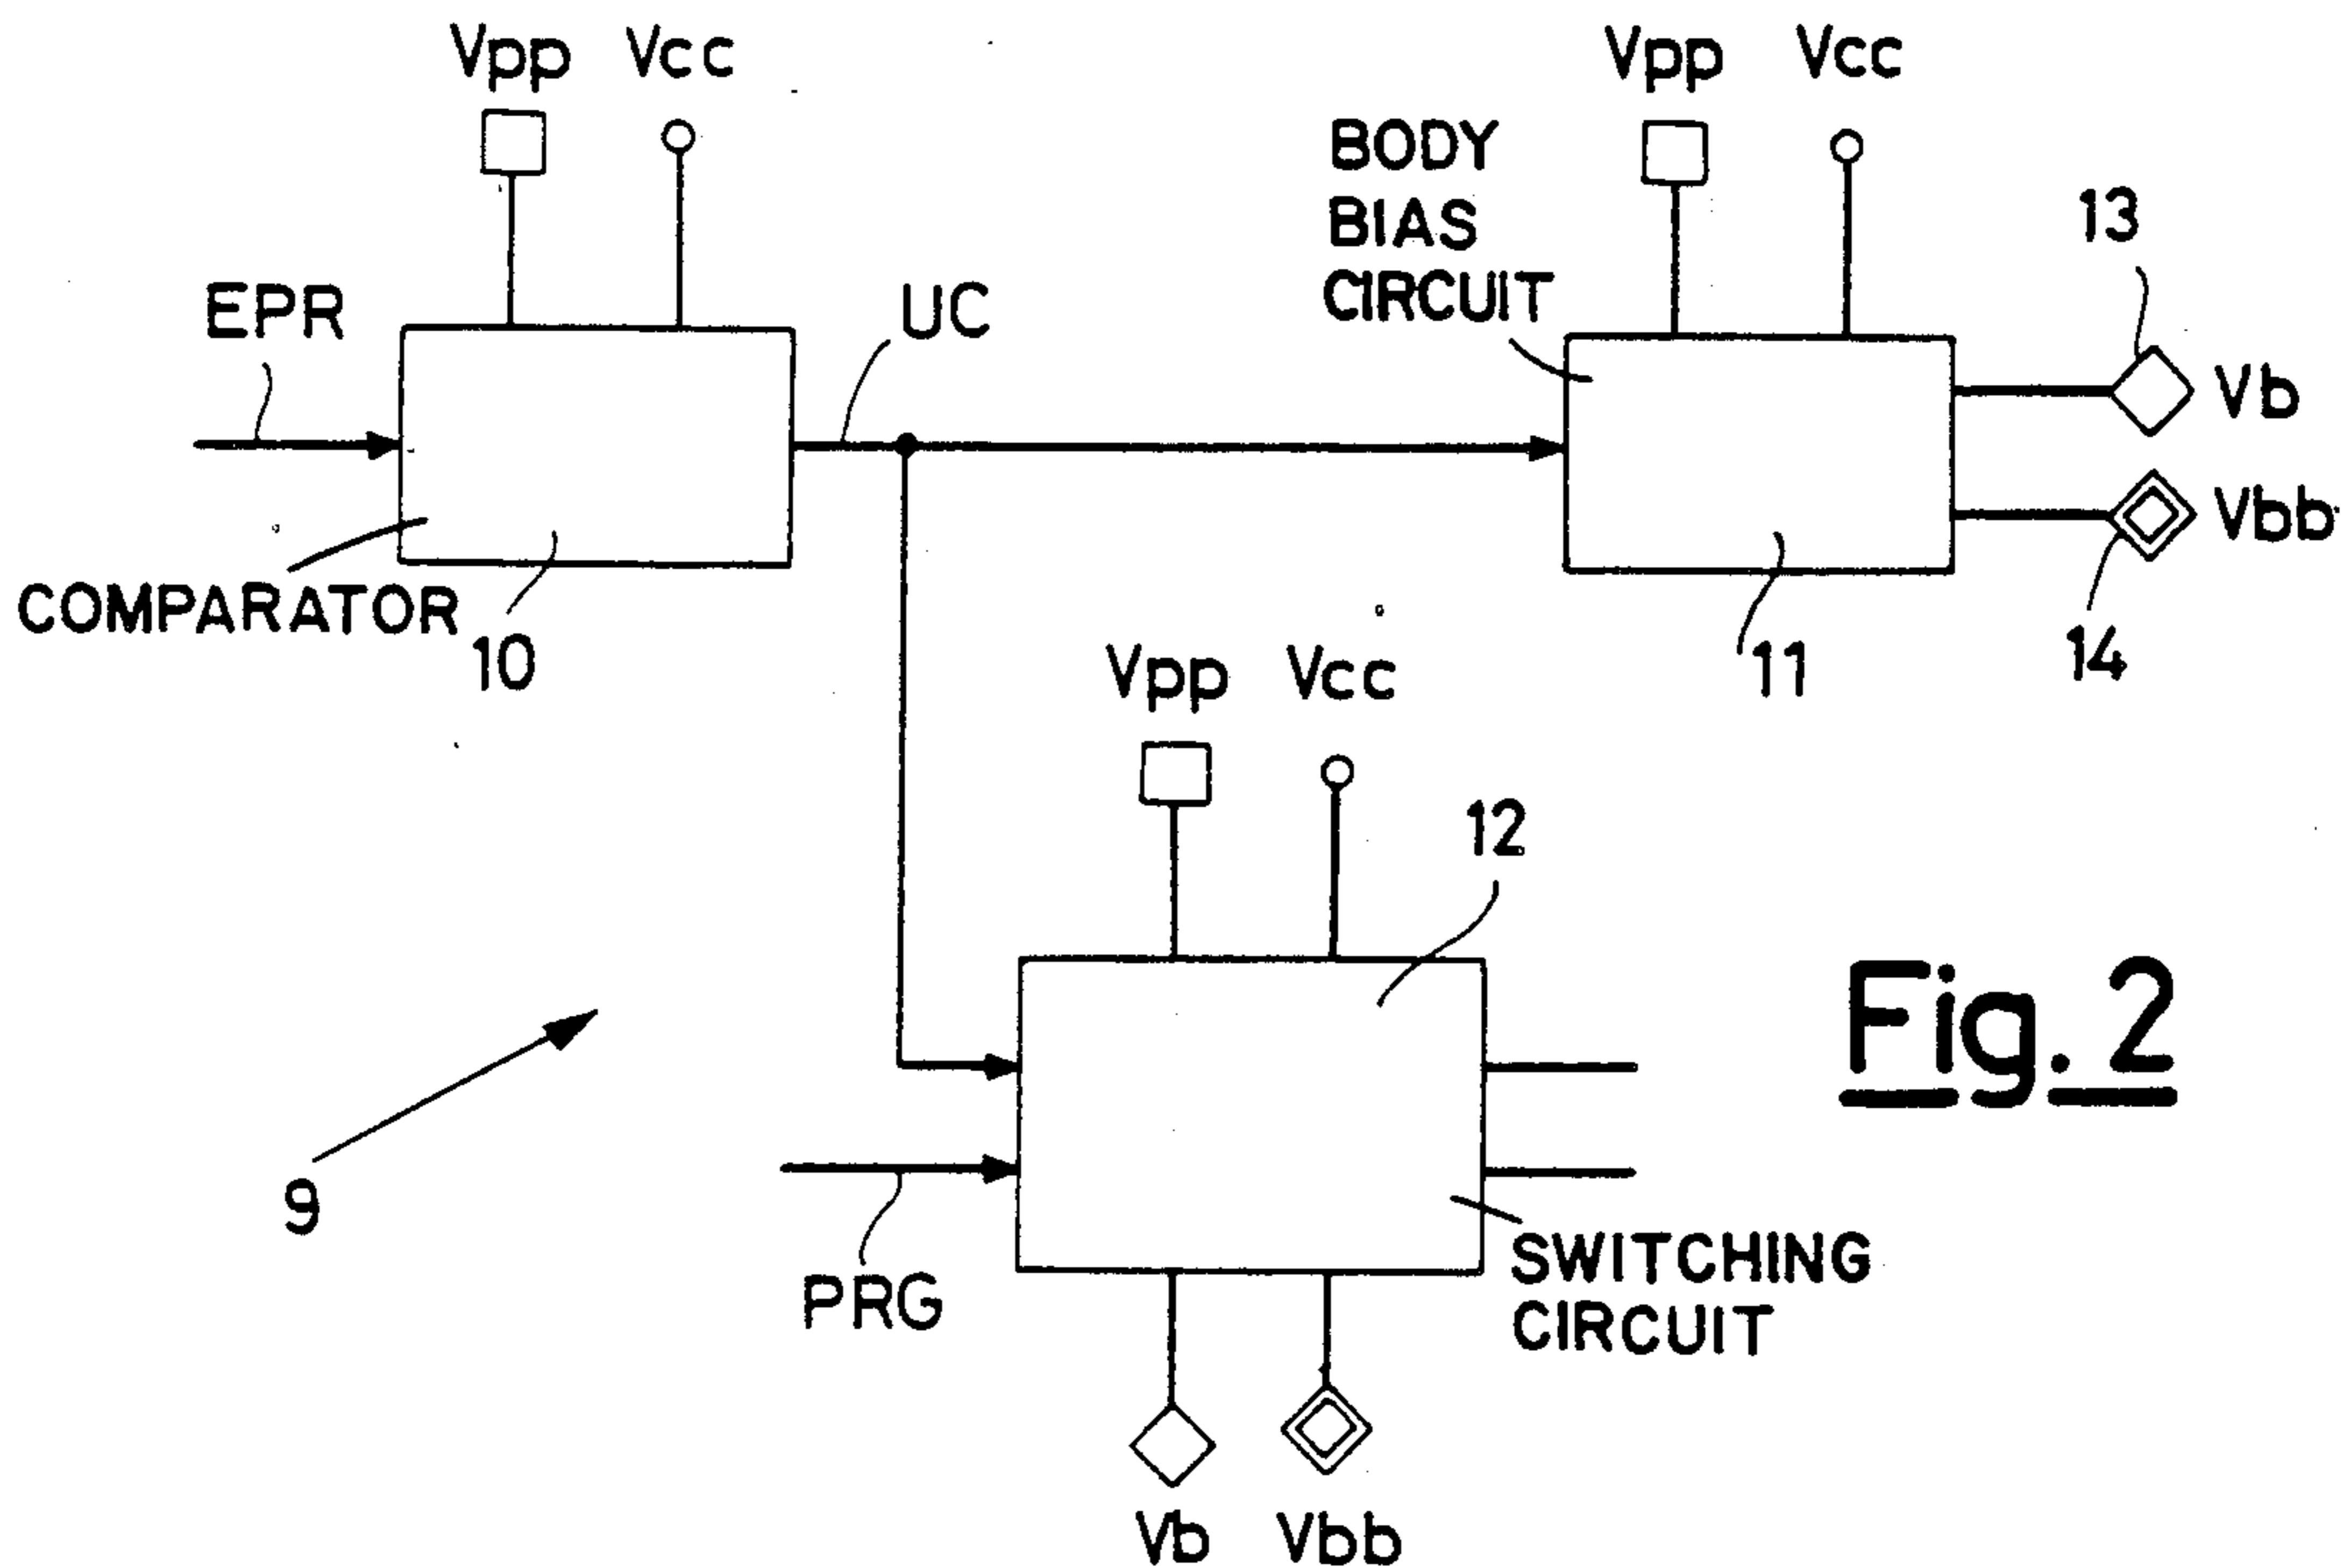 Vpp Vcc
Vpp Vcc
BODY
BIAS
CIRCUIT
13
EPR
UC
Vb
Vbb
COMPARATOR
10
11
14
Vpp Vcc
12
Fig. 2
9
PRG
SWITCHING
CIRCUIT
Vb Vbb